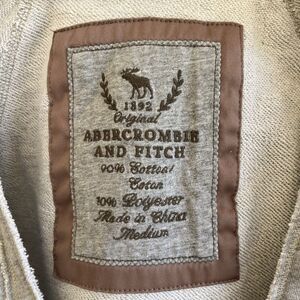 1892
Original
ABERCROMBIE
AND FITCH
90% Cotton/
Coton
10% Polyester
Made in China
Medium